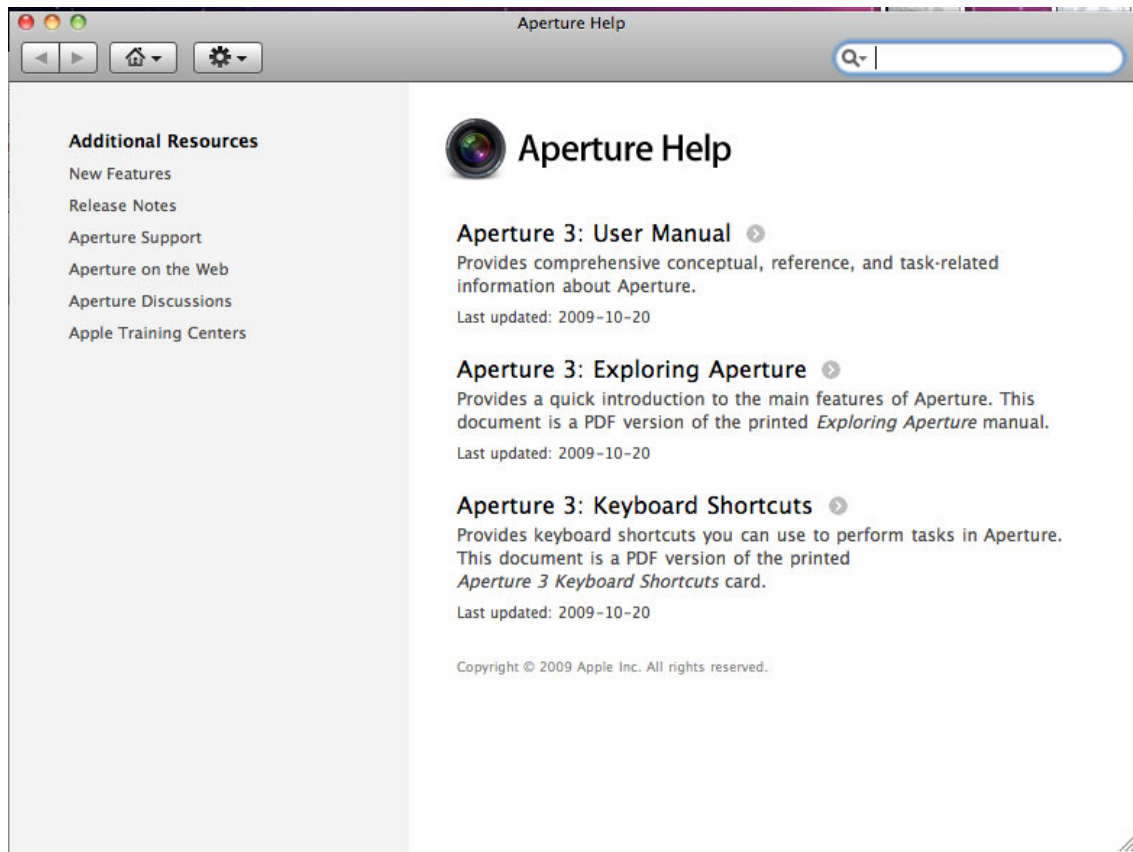 Aperture Help
Additional Resources
New Features
Release Notes
Aperture Support
Aperture on the Web
Aperture Discussions
Apple Training Centers
Aperture Help
Aperture 3: User Manual
Provides comprehensive conceptual, reference, and task-related
information about Aperture.
Last updated: 2009-10-20
Aperture 3: Exploring Aperture
Provides a quick introduction to the main features of Aperture. This
document is a PDF version of the printed Exploring Aperture manual.
Last updated: 2009-10-20
Aperture 3: Keyboard Shortcuts
Provides keyboard shortcuts you can use to perform tasks in Aperture.
This document is a PDF version of the printed
Aperture 3 Keyboard Shortcuts card.
Last updated: 2009-10-20
Copyright © 2009 Apple Inc. All rights reserved.